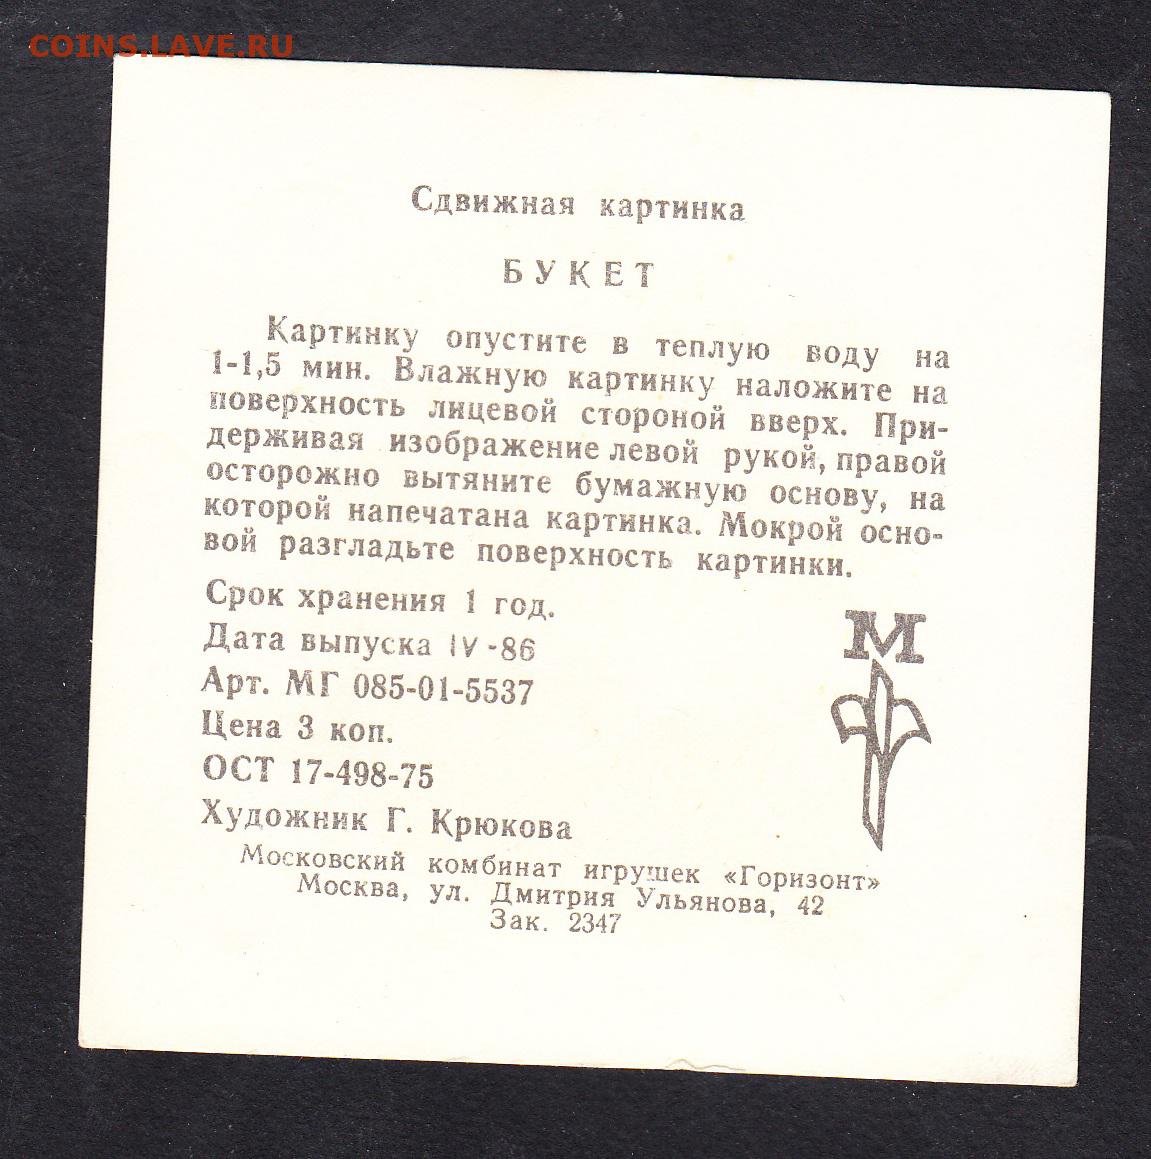 COINS.LAVE.RU
Сдвижная картинка
БУКЕТ
Картинку опустите в теплую воду на
1-1,5 мин. Влажную картинку наложите на
поверхность лицевой стороной вверх. При-
держивая изображение левой рукой, правой
осторожно вытяните бумажную основу, на
которой напечатана картинка. Мокрой осно-
вой разгладьте поверхность картинки.
Срок хранения 1 год.
Дата выпуска IV-86
Арт. МГ 085-01-5537
Цена 3 коп.
ОСТ 17-498-75
Художник Г. Крюкова
М
Московский комбинат игрушек «Горизонт»
Москва, ул. Дмитрия Ульянова, 42
Зак. 2347